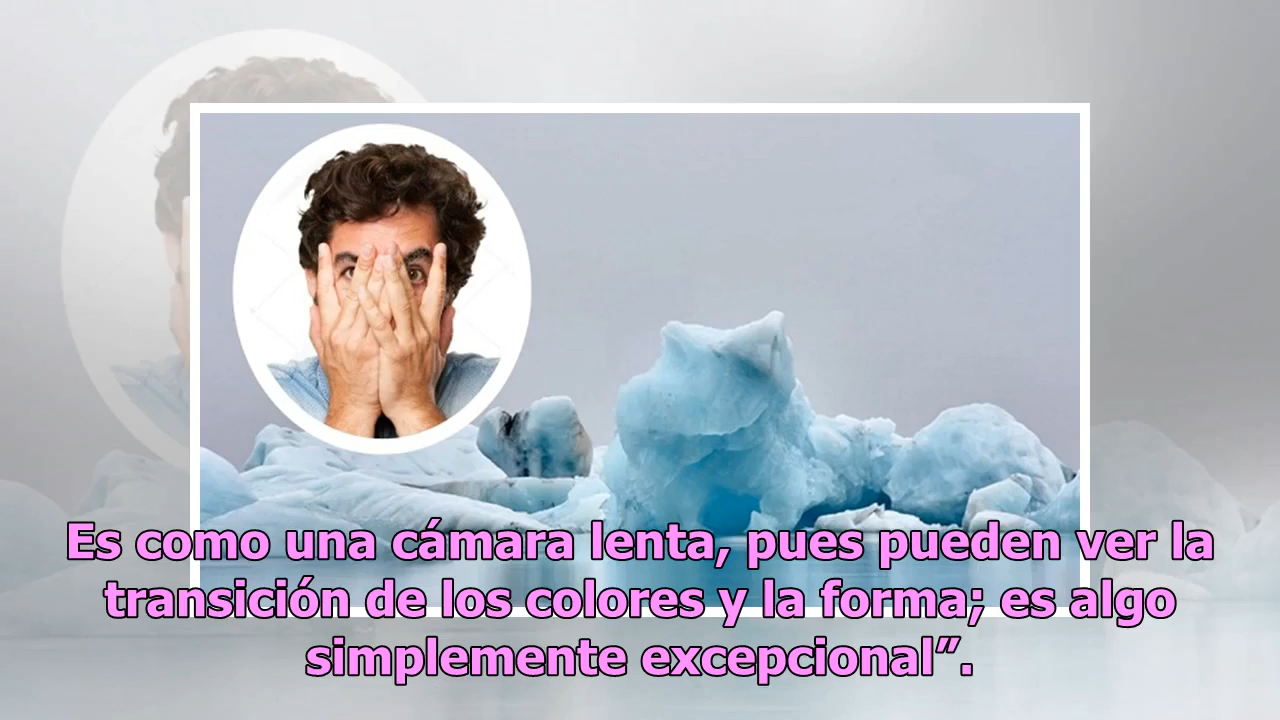 Es como una cámara lenta, pues pueden ver la
transición de los colores y la forma; es algo
simplemente excepcional”.